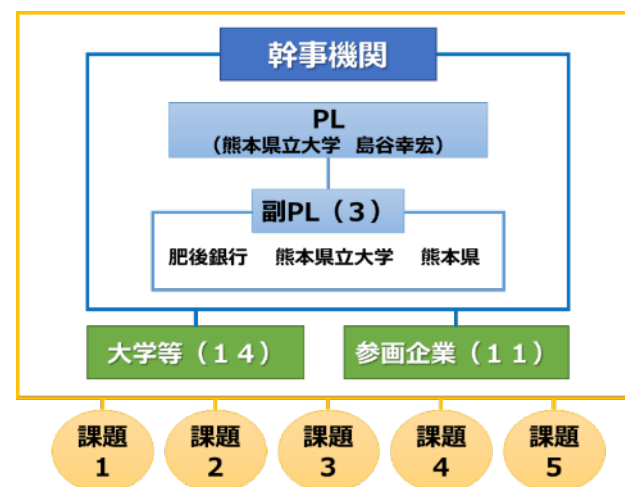 幹事機関
PL
（熊本県立大学 島谷幸宏）
副PL（３）
肥後銀行 熊本県立大学 熊本県
大学等（１４） 参画企業（１１）
課題 課題 課題 課題 課題
1 2 3 4 5